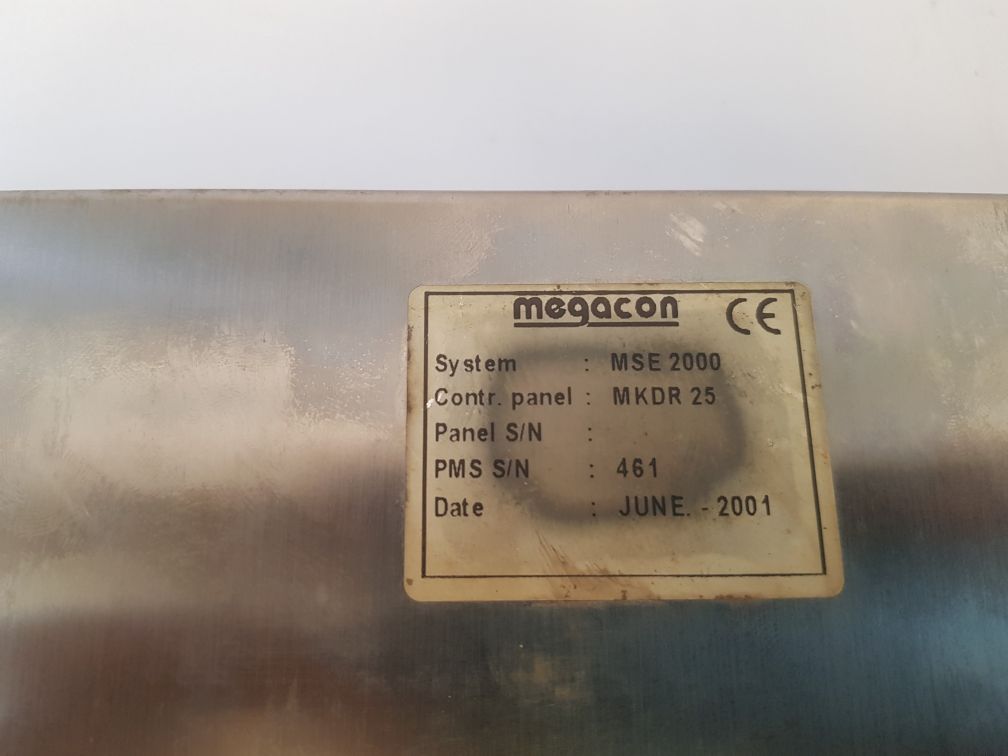 megacon CE
System : MSE 2000
Contr. panel : MKDR 25
Panel S/N :
PMS S/N : 461
Date : JUNE. - 2001